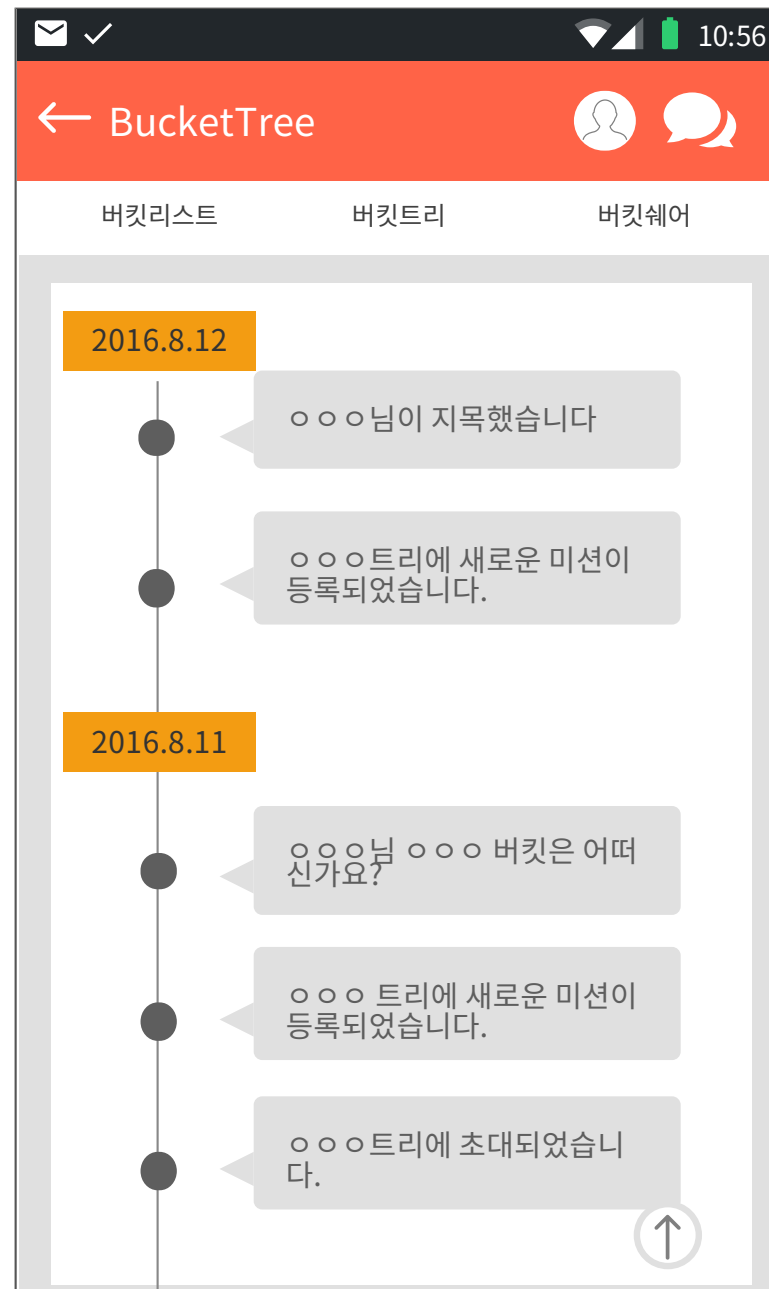 10:56
BucketTree
버킷리스트 버킷트리 버킷쉐어
2016.8.12
ㅇㅇㅇ님이 지목했습니다
ㅇㅇㅇ트리에 새로운 미션이
등록되었습니다.
2016.8.11
ㅇㅇㅇ님 ㅇㅇㅇ 버킷은 어떠
신가요?
ㅇㅇㅇ 트리에 새로운 미션이
등록되었습니다.
ㅇㅇㅇ트리에 초대되었습니
다.